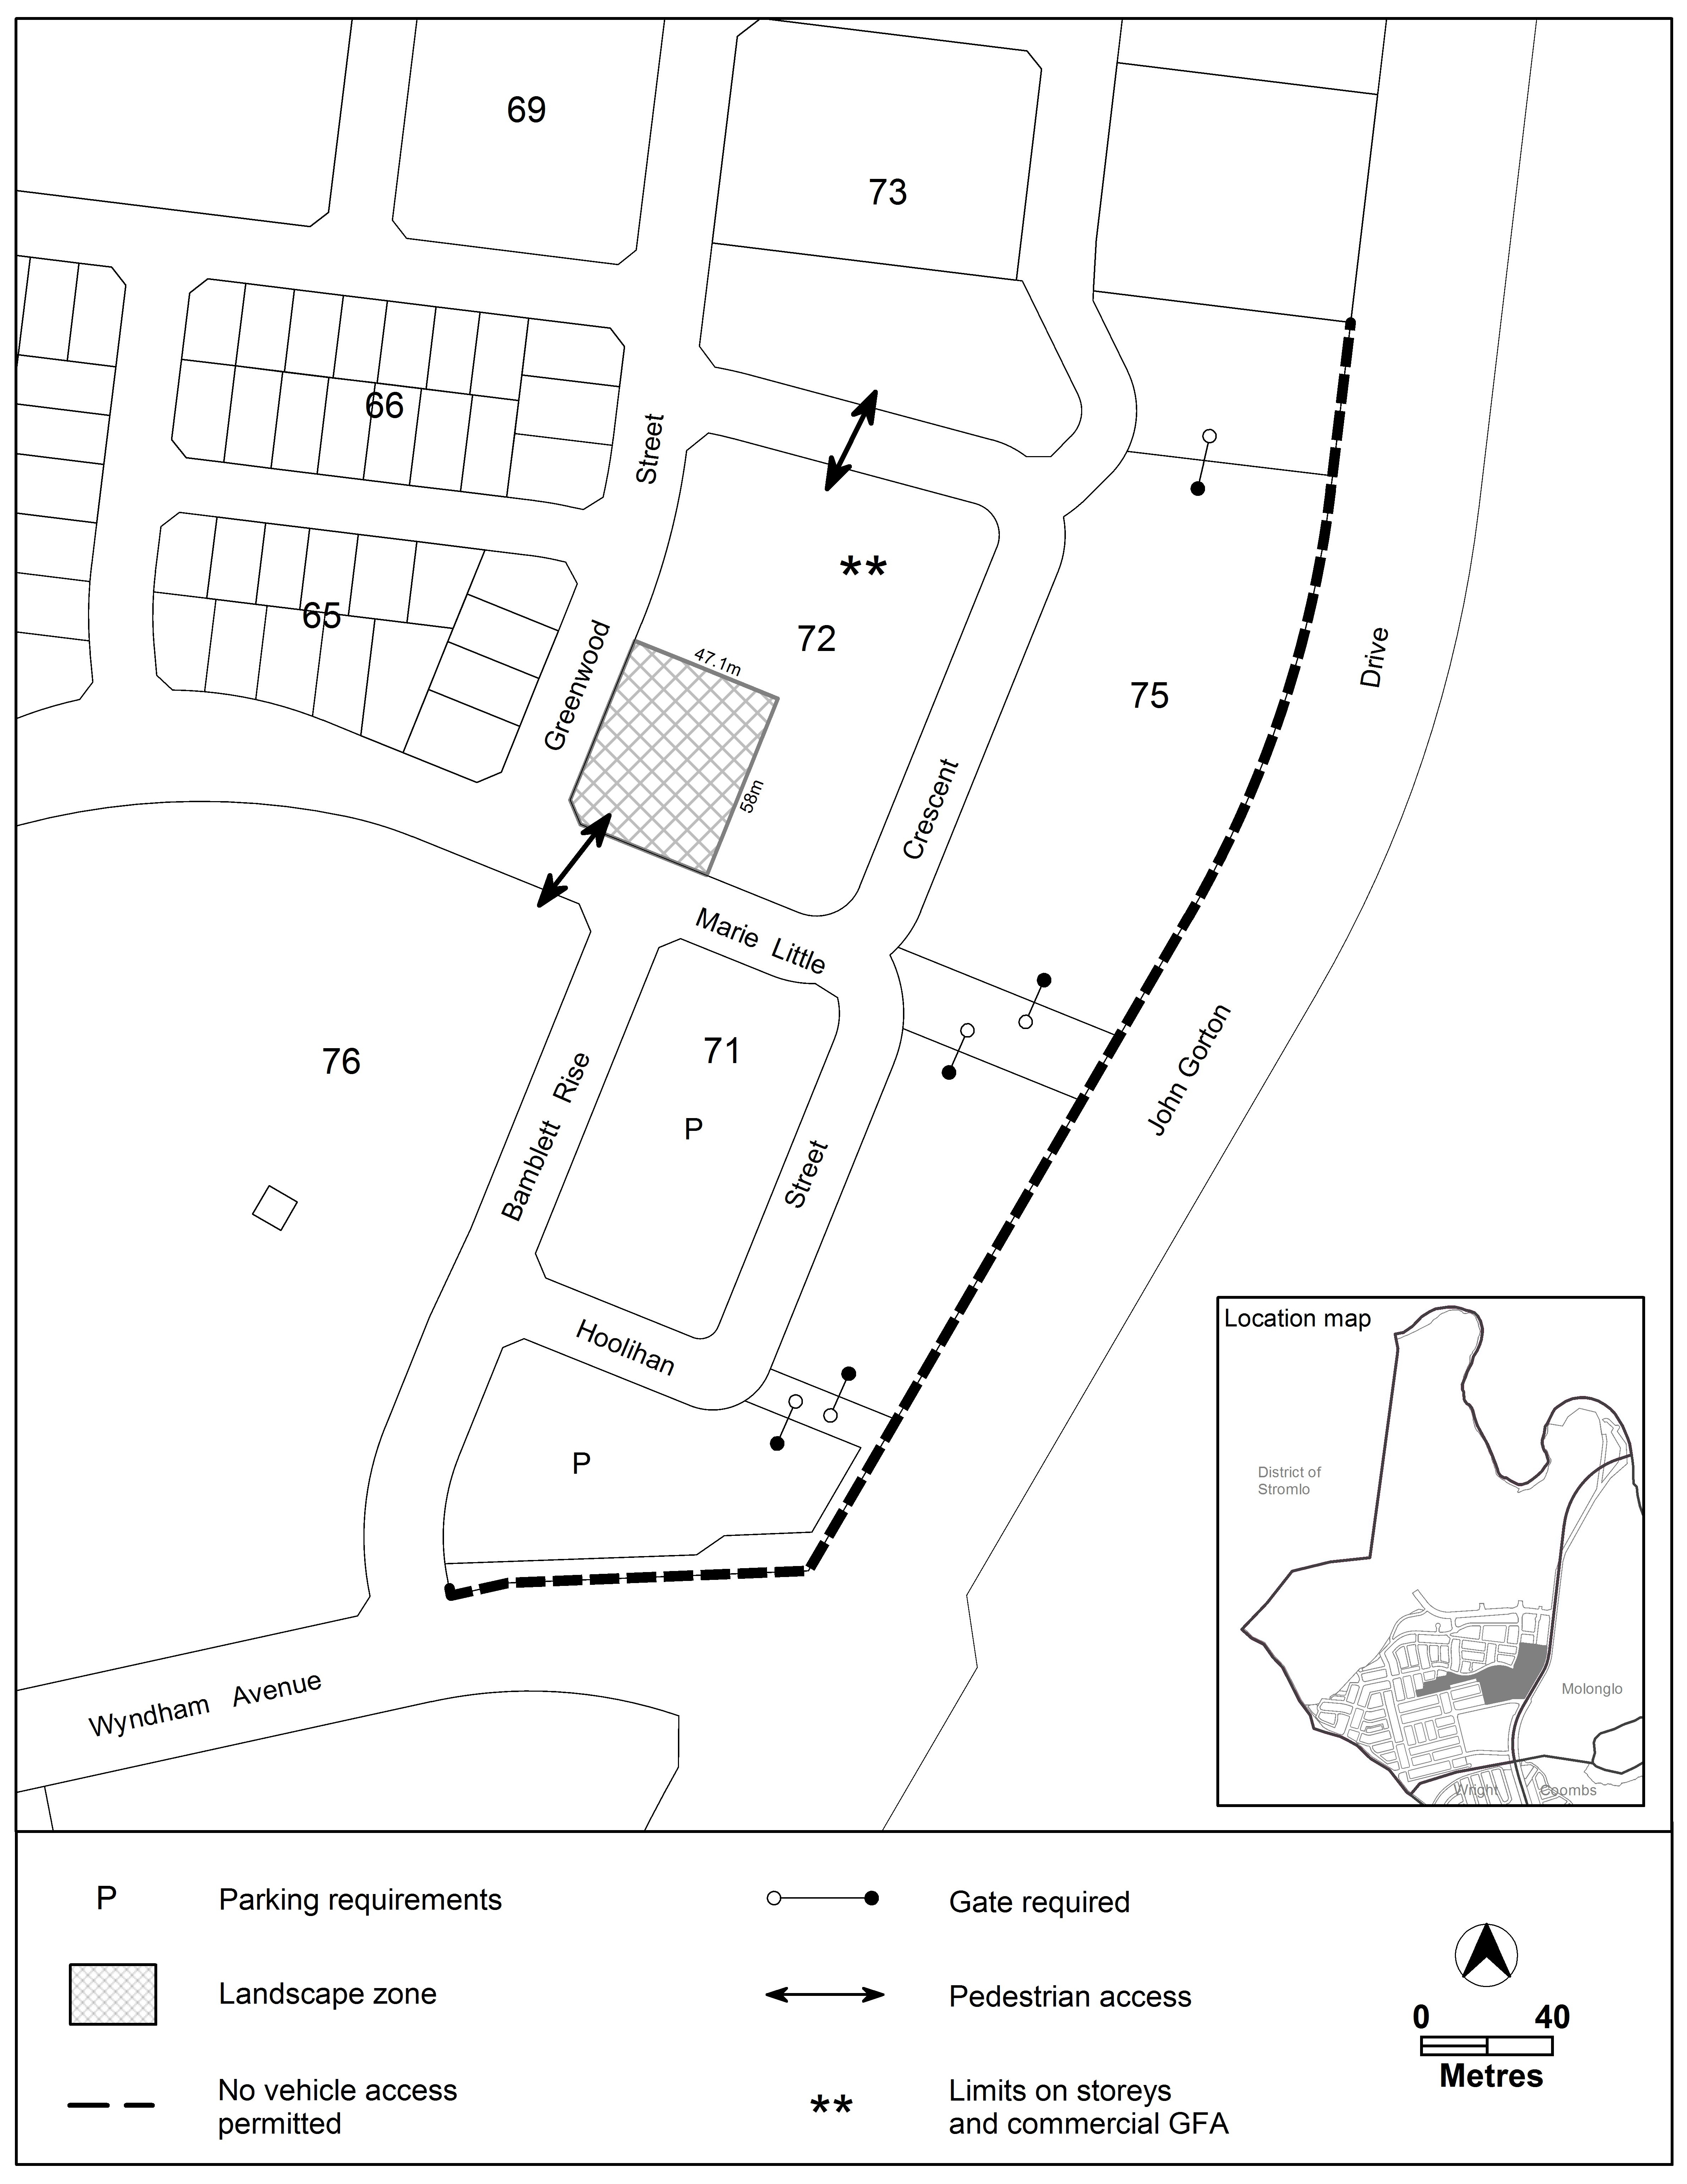 69
73
66
Street
**
65
72
Greenwood
47.1m
58m
75
Drive
Crescent
Marie Little
76
71
P
Bamblett Rise
John Gorton
Street
Hoolihan
P
Wyndham Avenue
Location map
District of
Stromlo
Molonglo
Wright
Coombs
P Parking requirements
Landscape zone
No vehicle access
permitted
Gate required
Pedestrian access
** Limits on storeys
and commercial GFA
0 40
Metres